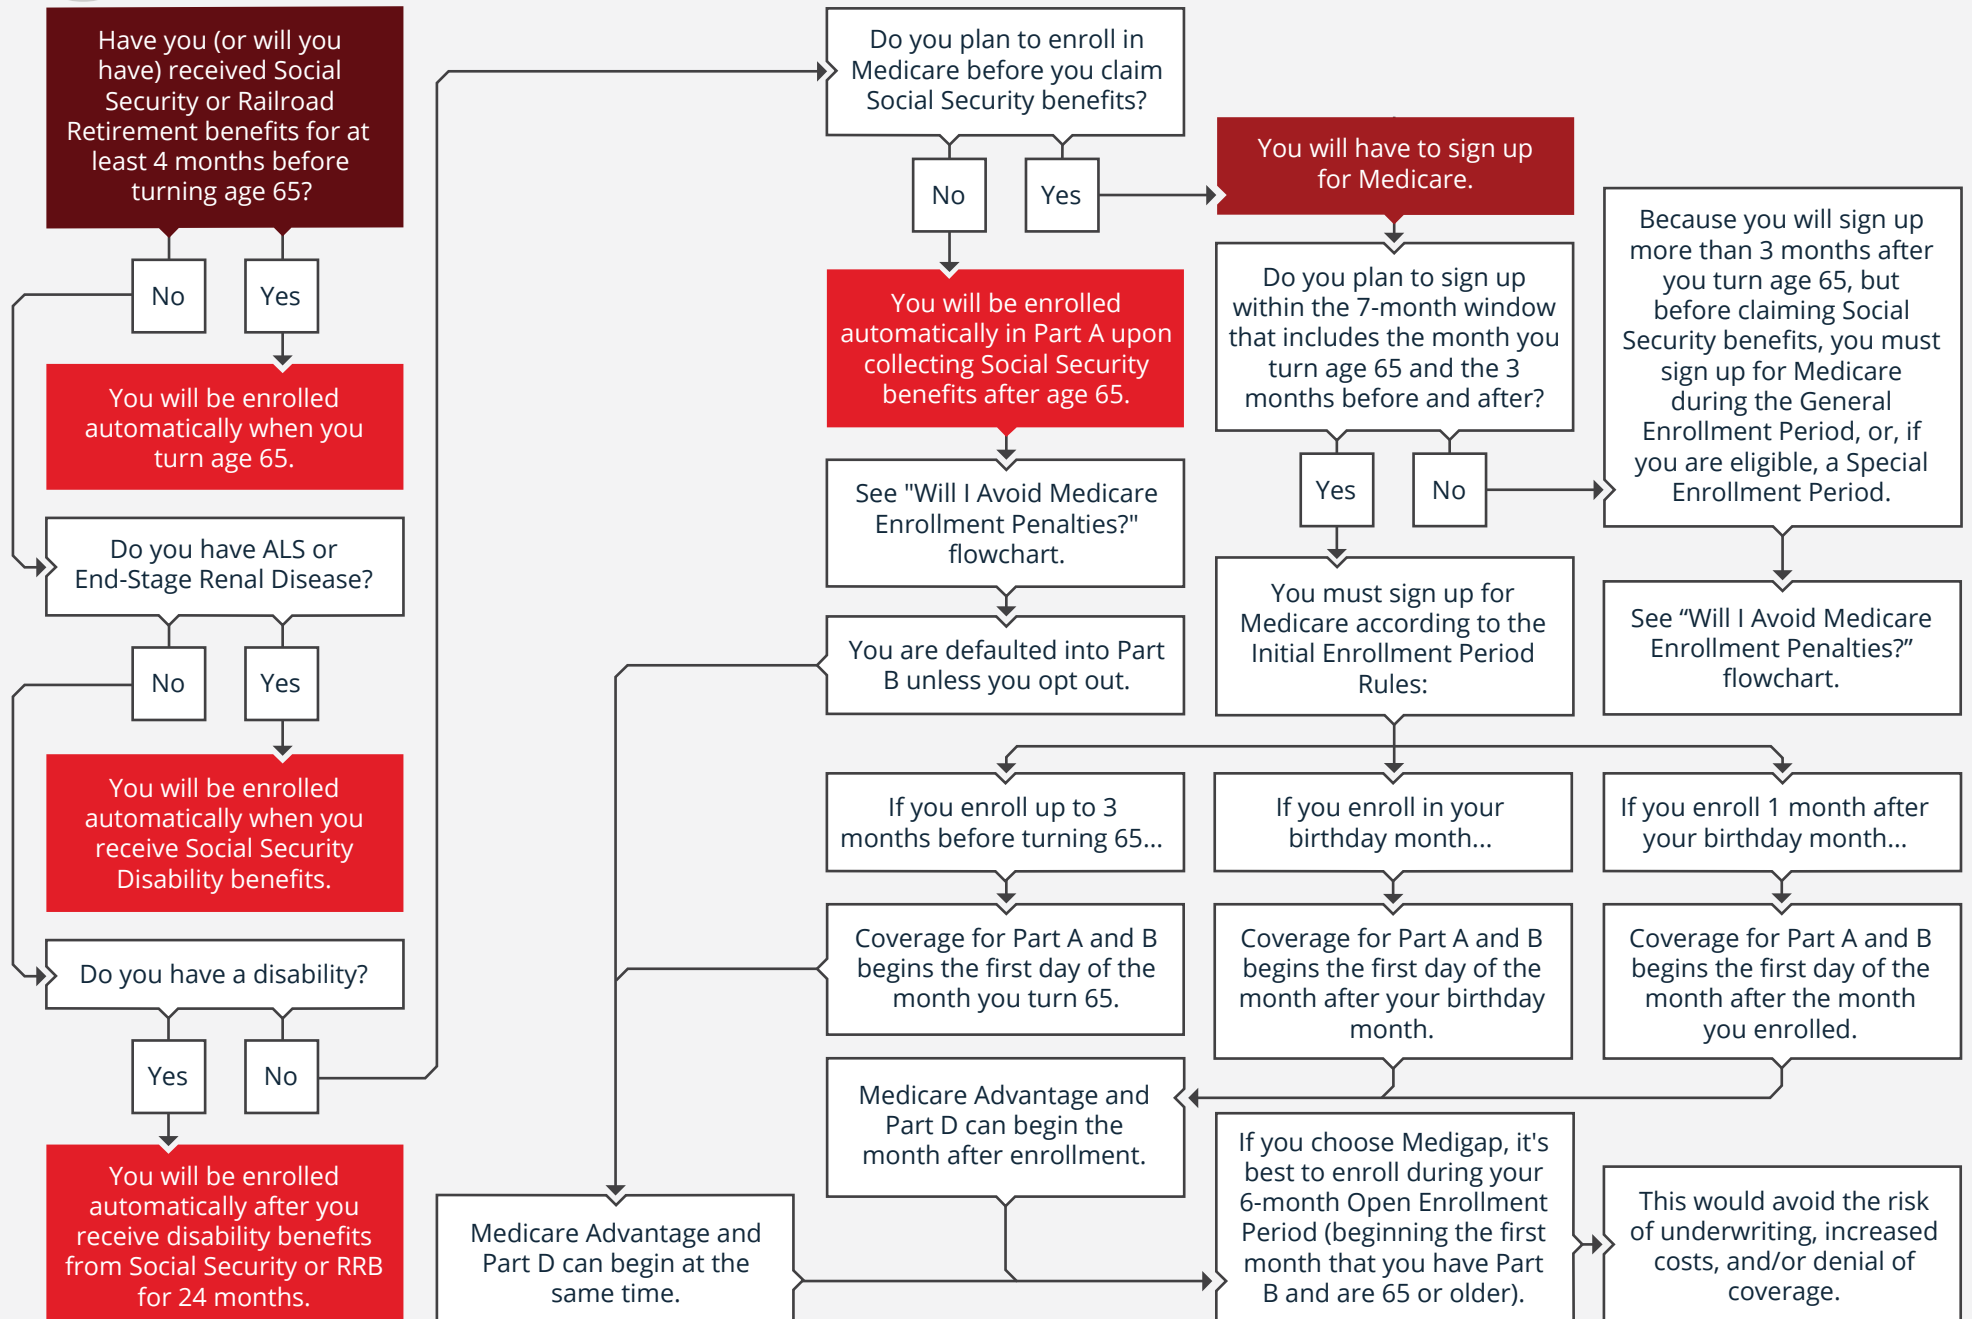 Have you (or will you
have) received Social
Security or Railroad
Retirement benefits for at
least 4 months before
turning age 65?
No
Yes
You will be enrolled
automatically when you
turn age 65.
Do you have ALS or
End-Stage Renal Disease?
No
Yes
You will be enrolled
automatically when you
receive Social Security
Disability benefits.
Do you have a disability?
Yes
No
You will be enrolled
automatically after you
receive disability benefits
from Social Security or RRB
for 24 months.
Do you plan to enroll in
Medicare before you claim
Social Security benefits?
No
Yes
You will be enrolled
automatically in Part A upon
collecting Social Security
benefits after age 65.
See "Will I Avoid Medicare
Enrollment Penalties?"
flowchart.
You are defaulted into Part
B unless you opt out.
You will have to sign up
for Medicare.
Do you plan to sign up
within the 7-month window
that includes the month you
turn age 65 and the 3
months before and after?
Yes
No
Because you will sign up
more than 3 months after
you turn age 65, but
before claiming Social
Security benefits, you must
sign up for Medicare
during the General
Enrollment Period, or, if
you are eligible, a Special
Enrollment Period.
See “Will I Avoid Medicare
Enrollment Penalties?”
flowchart.
You must sign up for
Medicare according to the
Initial Enrollment Period
Rules:
If you enroll up to 3
months before turning 65...
If you enroll in your
birthday month...
If you enroll 1 month after
your birthday month...
Coverage for Part A and B
begins the first day of the
month you turn 65.
Coverage for Part A and B
begins the first day of the
month after your birthday
month.
Coverage for Part A and B
begins the first day of the
month after the month
you enrolled.
Medicare Advantage and
Part D can begin the
month after enrollment.
Medicare Advantage and
Part D can begin at the
same time.
If you choose Medigap, it's
best to enroll during your
6-month Open Enrollment
Period (beginning the first
month that you have Part
B and are 65 or older).
This would avoid the risk
of underwriting, increased
costs, and/or denial of
coverage.